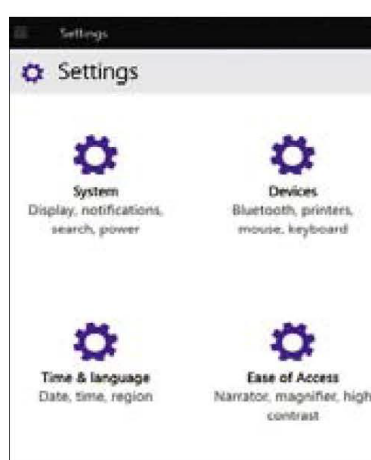 Settings
Settings
System
Display, notifications,
search, power
Devices
Bluetooth, printers,
mouse, keyboard
Time & language
Date, time, region
Ease of Access
Narrator, magnifier, high
contrast